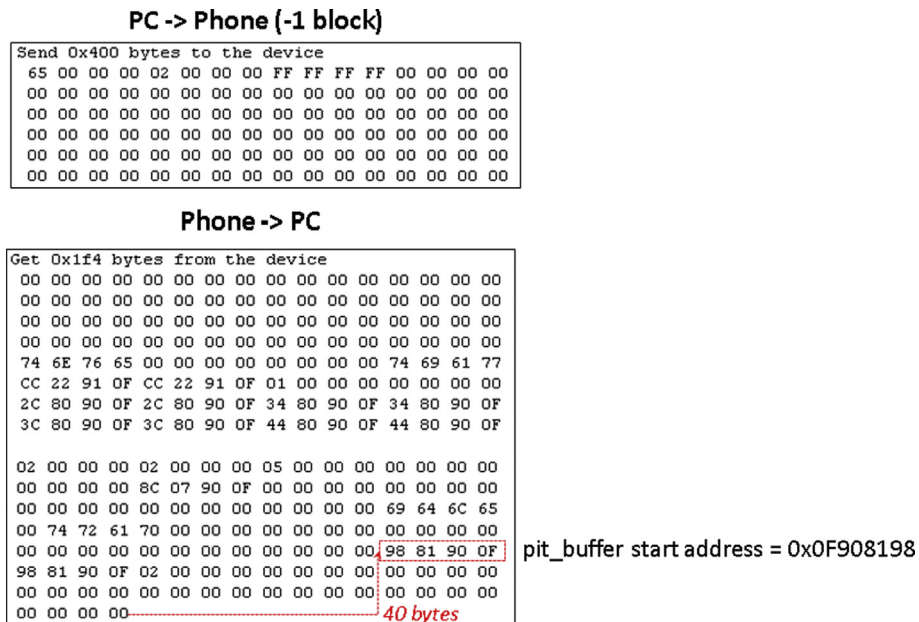 PC -> Phone (-1 block)
Send 0x400 bytes to the device
65 00 00 00 02 00 00 00 FF FF FF FF 00 00 00 00
00 00 00 00 00 00 00 00 00 00 00 00 00 00 00 00
00 00 00 00 00 00 00 00 00 00 00 00 00 00 00 00
00 00 00 00 00 00 00 00 00 00 00 00 00 00 00 00
00 00 00 00 00 00 00 00 00 00 00 00 00 00 00 00
00 00 00 00 00 00 00 00 00 00 00 00 00 00 00 00
Phone -> PC
Get 0x1f4 bytes from the device
00 00 00 00 00 00 00 00 00 00 00 00 00 00 00 00
00 00 00 00 00 00 00 00 00 00 00 00 00 00 00 00
00 00 00 00 00 00 00 00 00 00 00 00 00 00 00 00
00 00 00 00 00 00 00 00 00 00 00 00 00 00 00 00
74 6E 76 65 00 00 00 00 00 00 00 00 74 69 61 77
CC 22 91 0F CC 22 91 0F 01 00 00 00 00 00 00 00
2C 80 90 0F 2C 80 90 0F 34 80 90 0F 34 80 90 0F
3C 80 90 0F 3C 80 90 0F 44 80 90 0F 44 80 90 0F
02 00 00 00 02 00 00 00 05 00 00 00 00 00 00 00
00 00 00 00 8C 07 90 0F 00 00 00 00 00 00 00 00
00 00 00 00 00 00 00 00 00 00 00 00 69 64 6C 65
00 74 72 61 70 00 00 00 00 00 00 00 00 00 00 00
00 00 00 00 00 00 00 00 00 00 00 00 98 81 90 0F pit_buffer start address = 0x0F908198
98 81 90 0F 02 00 00 00 00 00 00 00 00 00 00 00
00 00 00 00 00 00 00 00 00 00 00 00 00 00 00 00
00 00 00 00 40 bytes